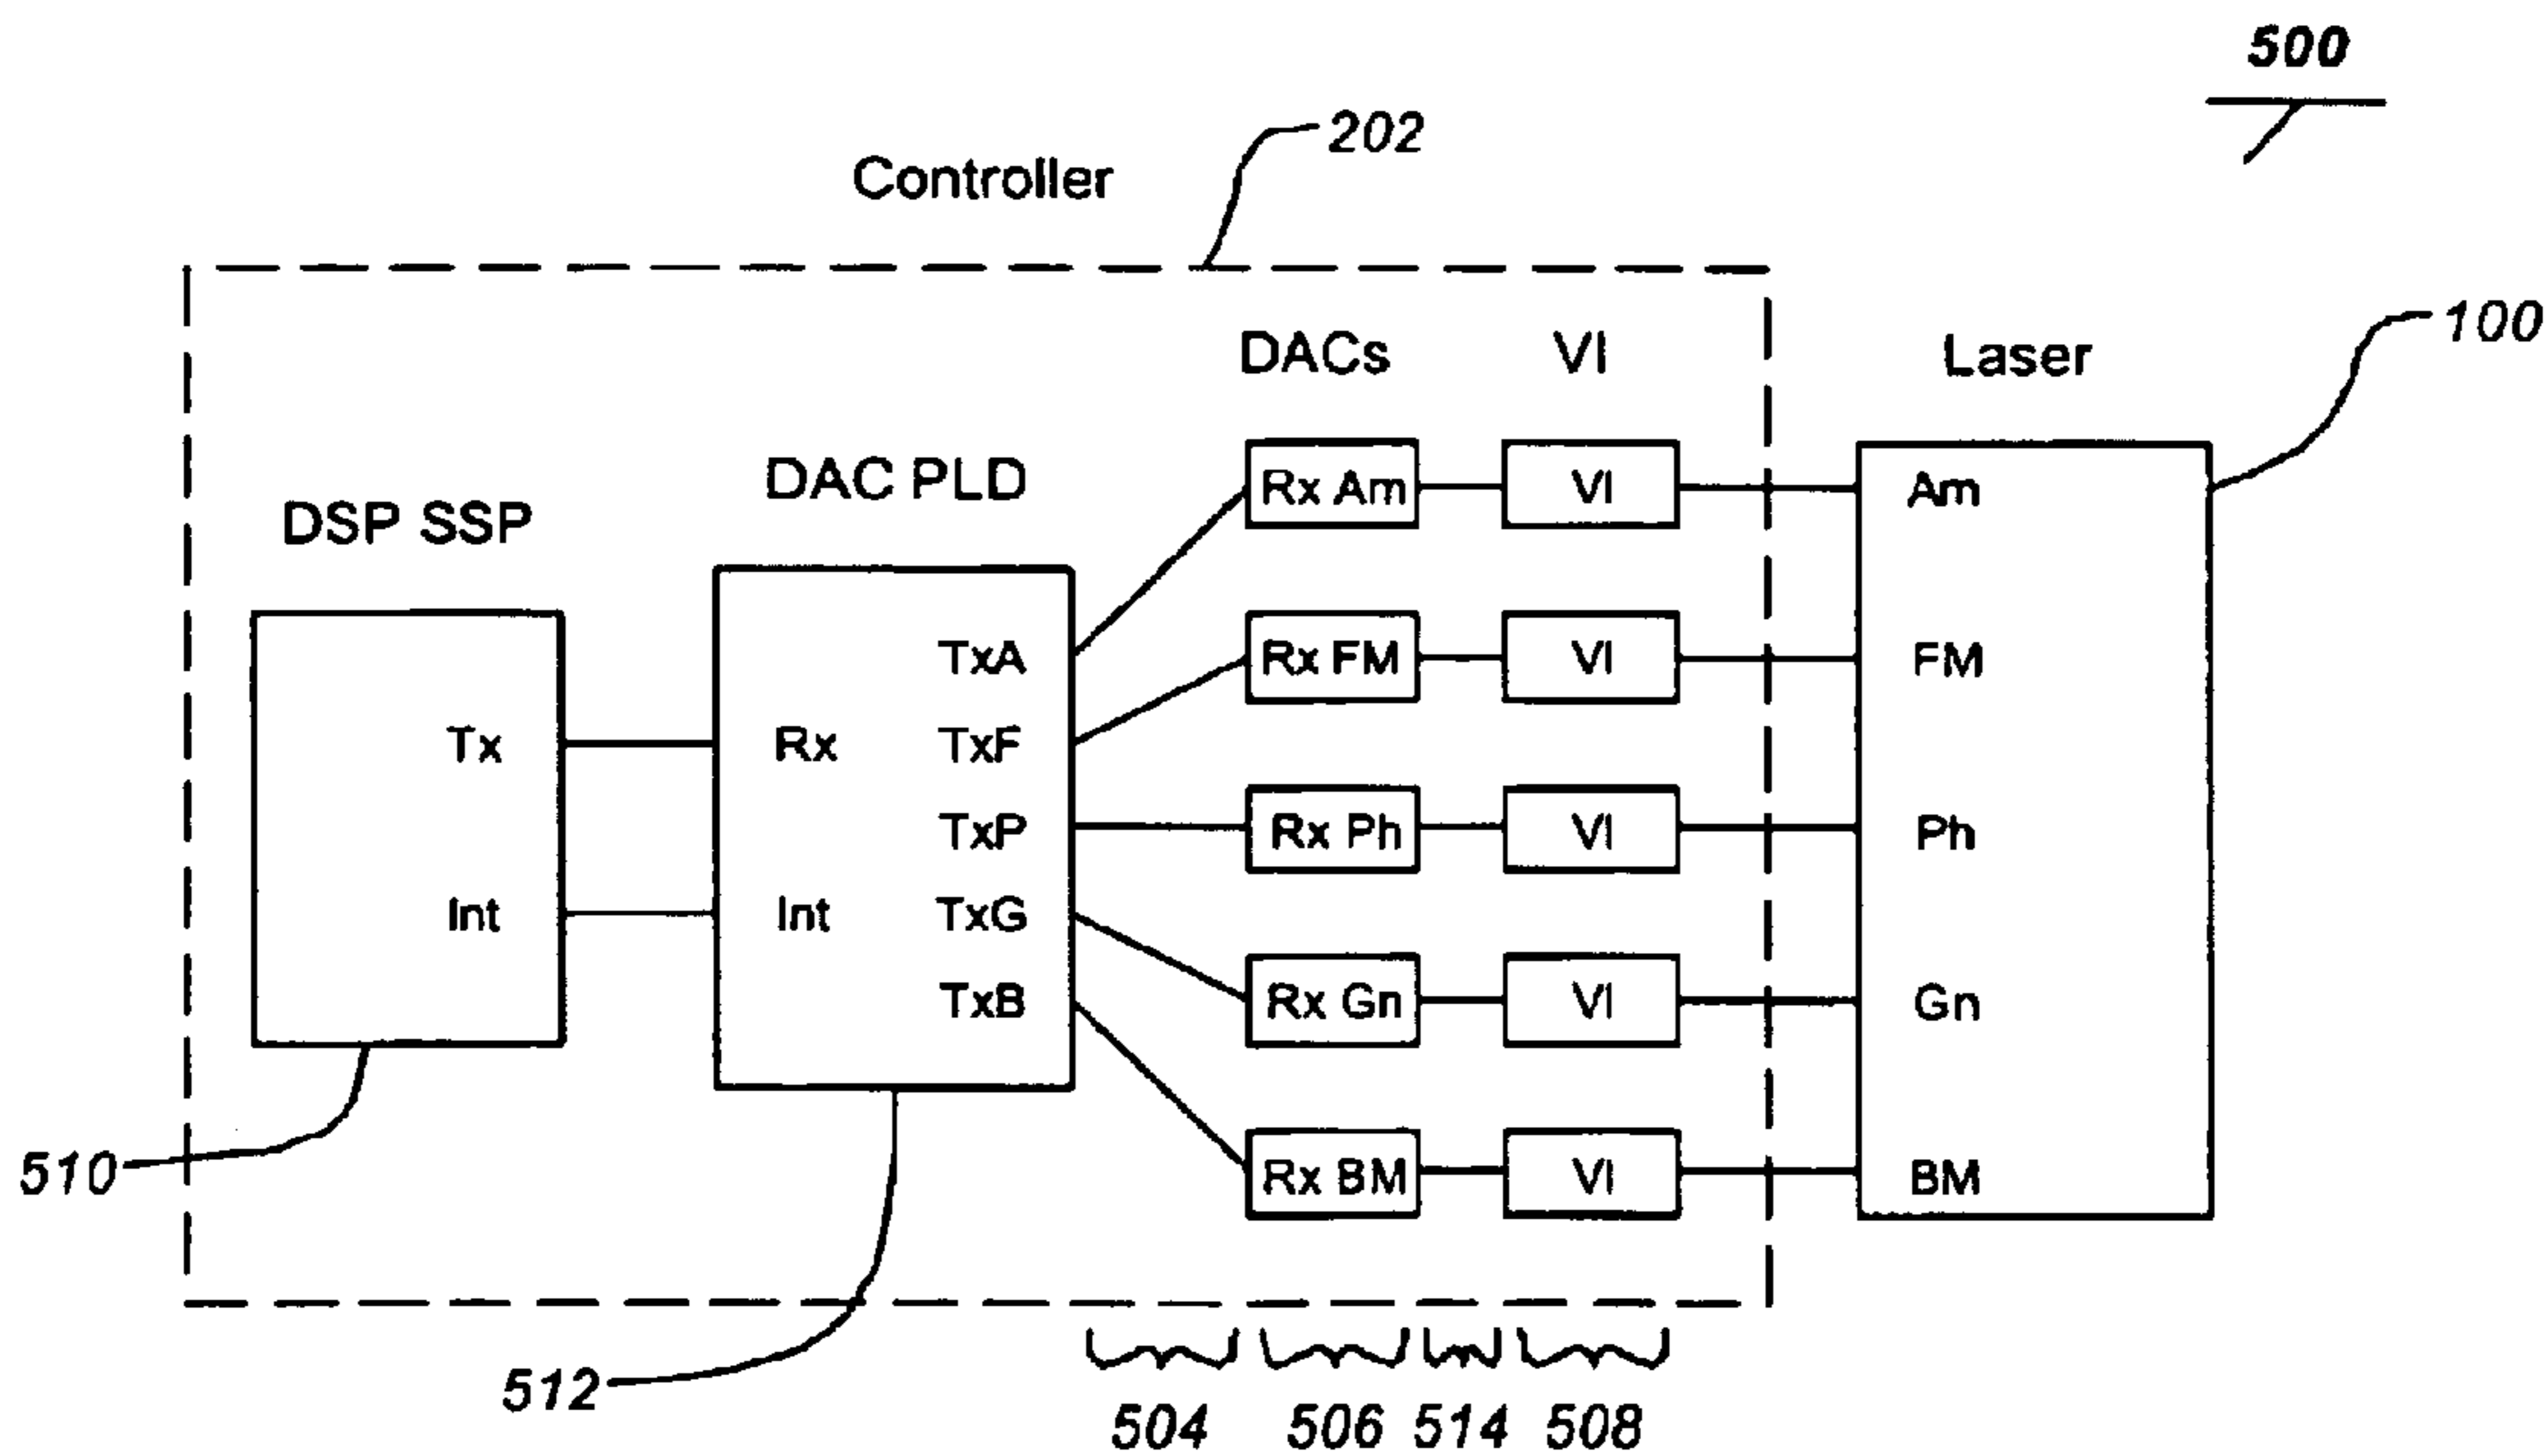 500
202
Controller
100
DACs VI Laser
DSP SSP DAC PLD
Rx Am VI Am
TxA Rx FM VI FM
Tx Rx TxF
TxP Rx Ph VI Ph
Int Int TxG
TxB Rx Gn VI Gn
Rx BM VI BM
510
512
504 506 514 508